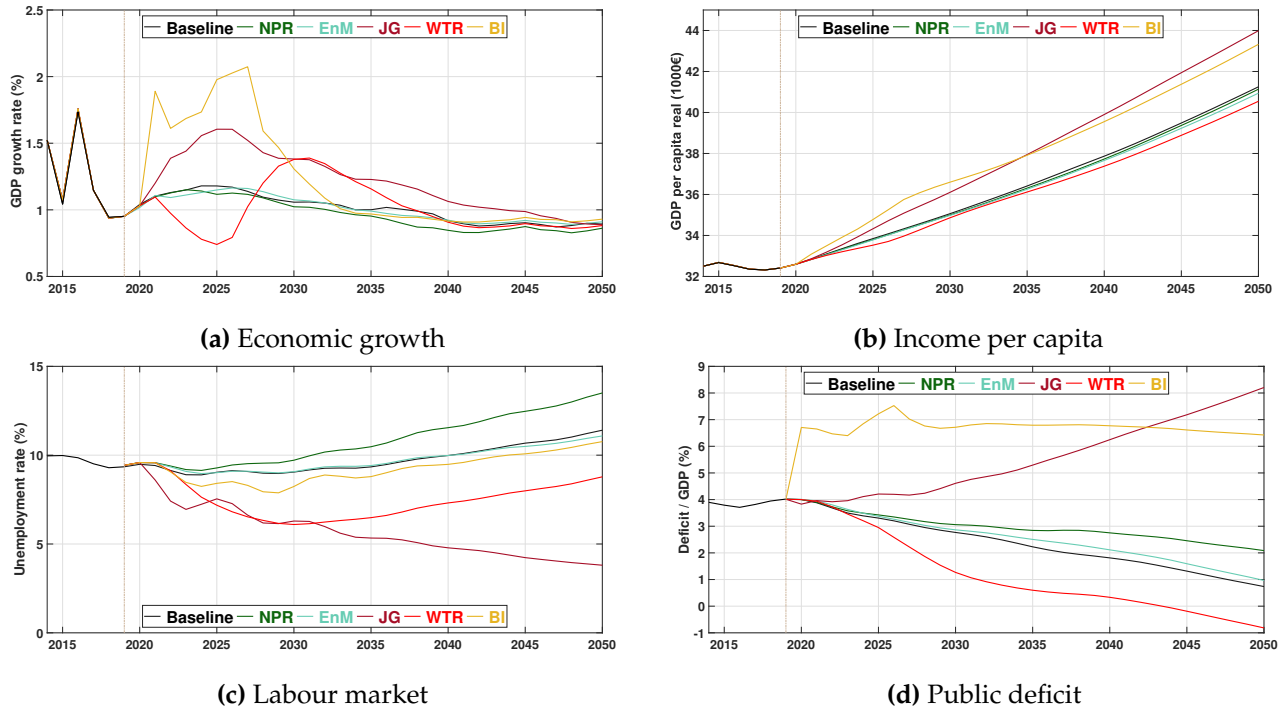 2.5
2
1.5
1
0.5
GDP growth rate (%)
Baseline NPR EnM JG WTR BI
2015 2020 2025 2030 2035 2040 2045 2050
(a) Economic growth
44
42
40
38
36
34
32
GDP per capita real (1000€)
Baseline NPR EnM JG WTR BI
2015 2020 2025 2030 2035 2040 2045 2050
(b) Income per capita
15
10
5
0
Unemployment rate (%)
Baseline NPR EnM JG WTR BI
2015 2020 2025 2030 2035 2040 2045 2050
(c) Labour market
9
8
7
6
5
4
3
2
1
0
-1
Deficit / GDP (%)
Baseline NPR EnM JG WTR BI
2015 2020 2025 2030 2035 2040 2045 2050
(d) Public deficit